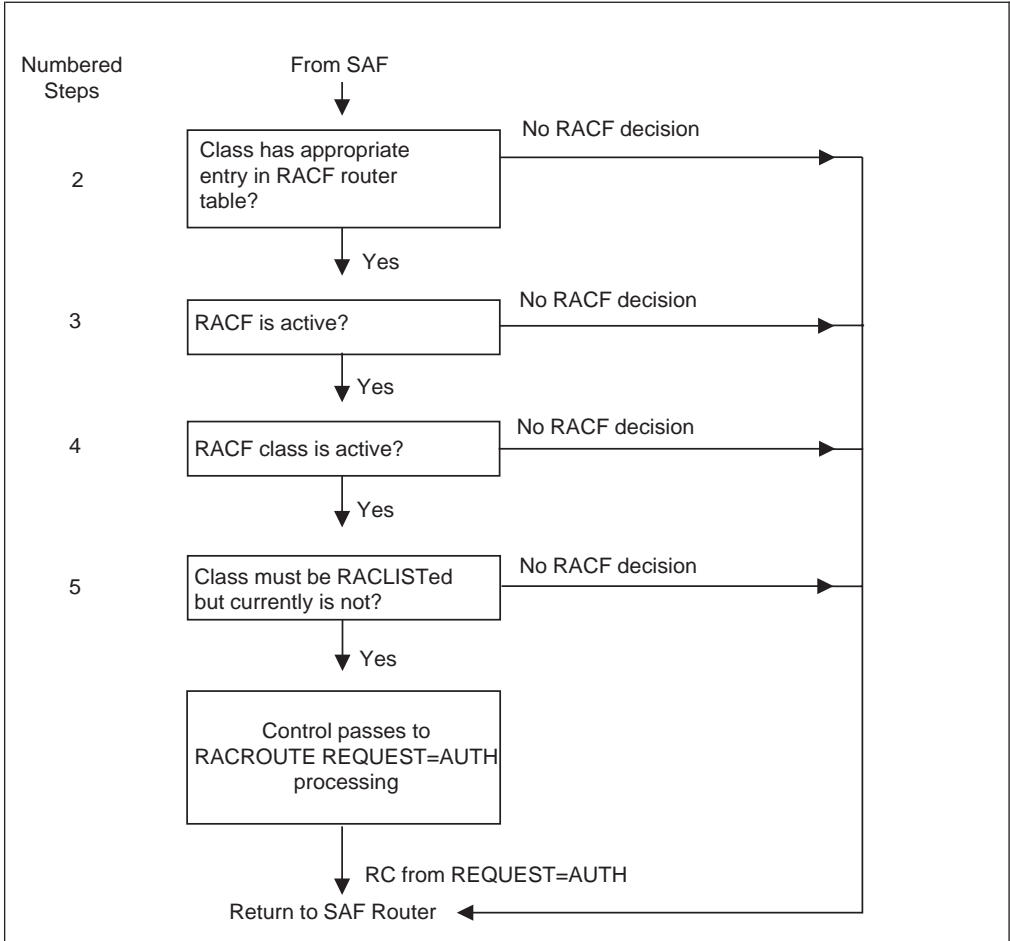 Numbered
Steps
From SAF
No RACF decision
2
Class has appropriate
entry in RACF router
table?
Yes
No RACF decision
3
RACF is active?
Yes
No RACF decision
4
RACF class is active?
Yes
No RACF decision
5
Class must be RACLISTed
but currently is not?
Yes
Control passes to
RACROUTE REQUEST=AUTH
processing
RC from REQUEST=AUTH
Return to SAF Router